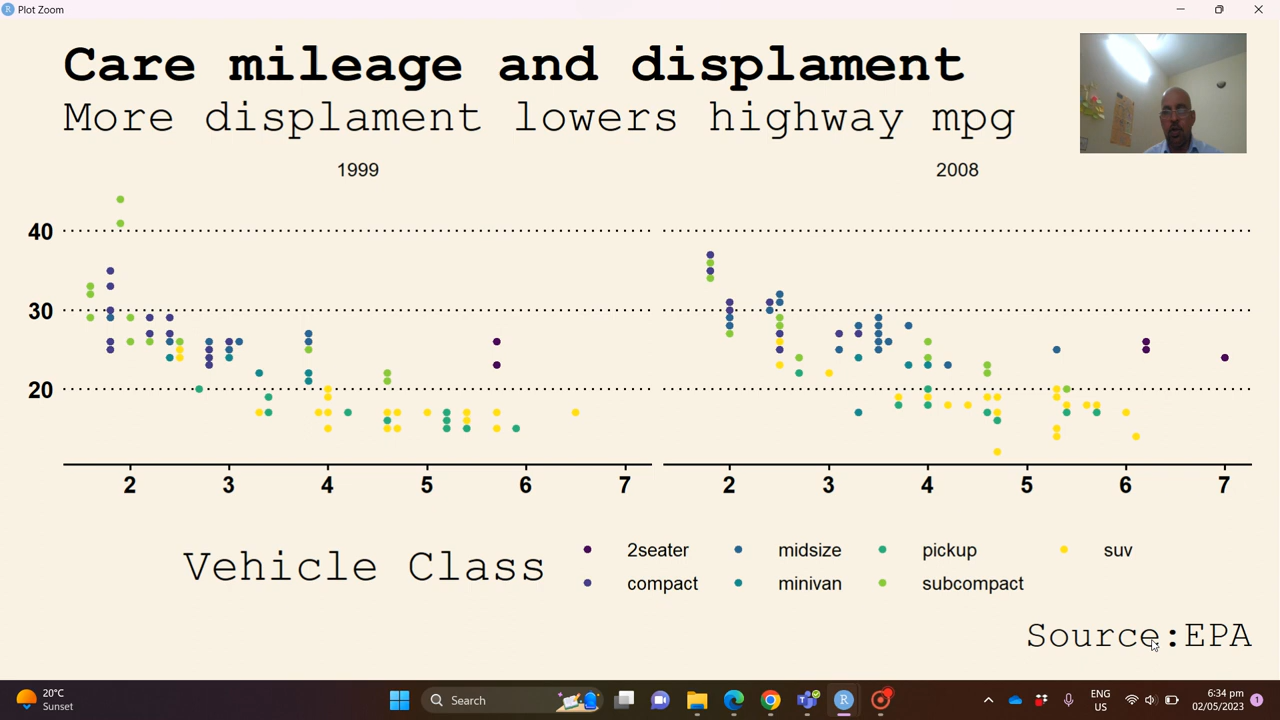 Plot Zoom
Care mileage and displament
More displament lowers highway mpg
1999
2008
40
30
20
2 3 4 5 6 7
2 3 4 5 6 7
Vehicle Class
2seater midsize pickup suv
compact minivan subcompact
Source:EPA
20°C
Sunset
Search
ENG
US
6:34 pm
02/05/2023
1